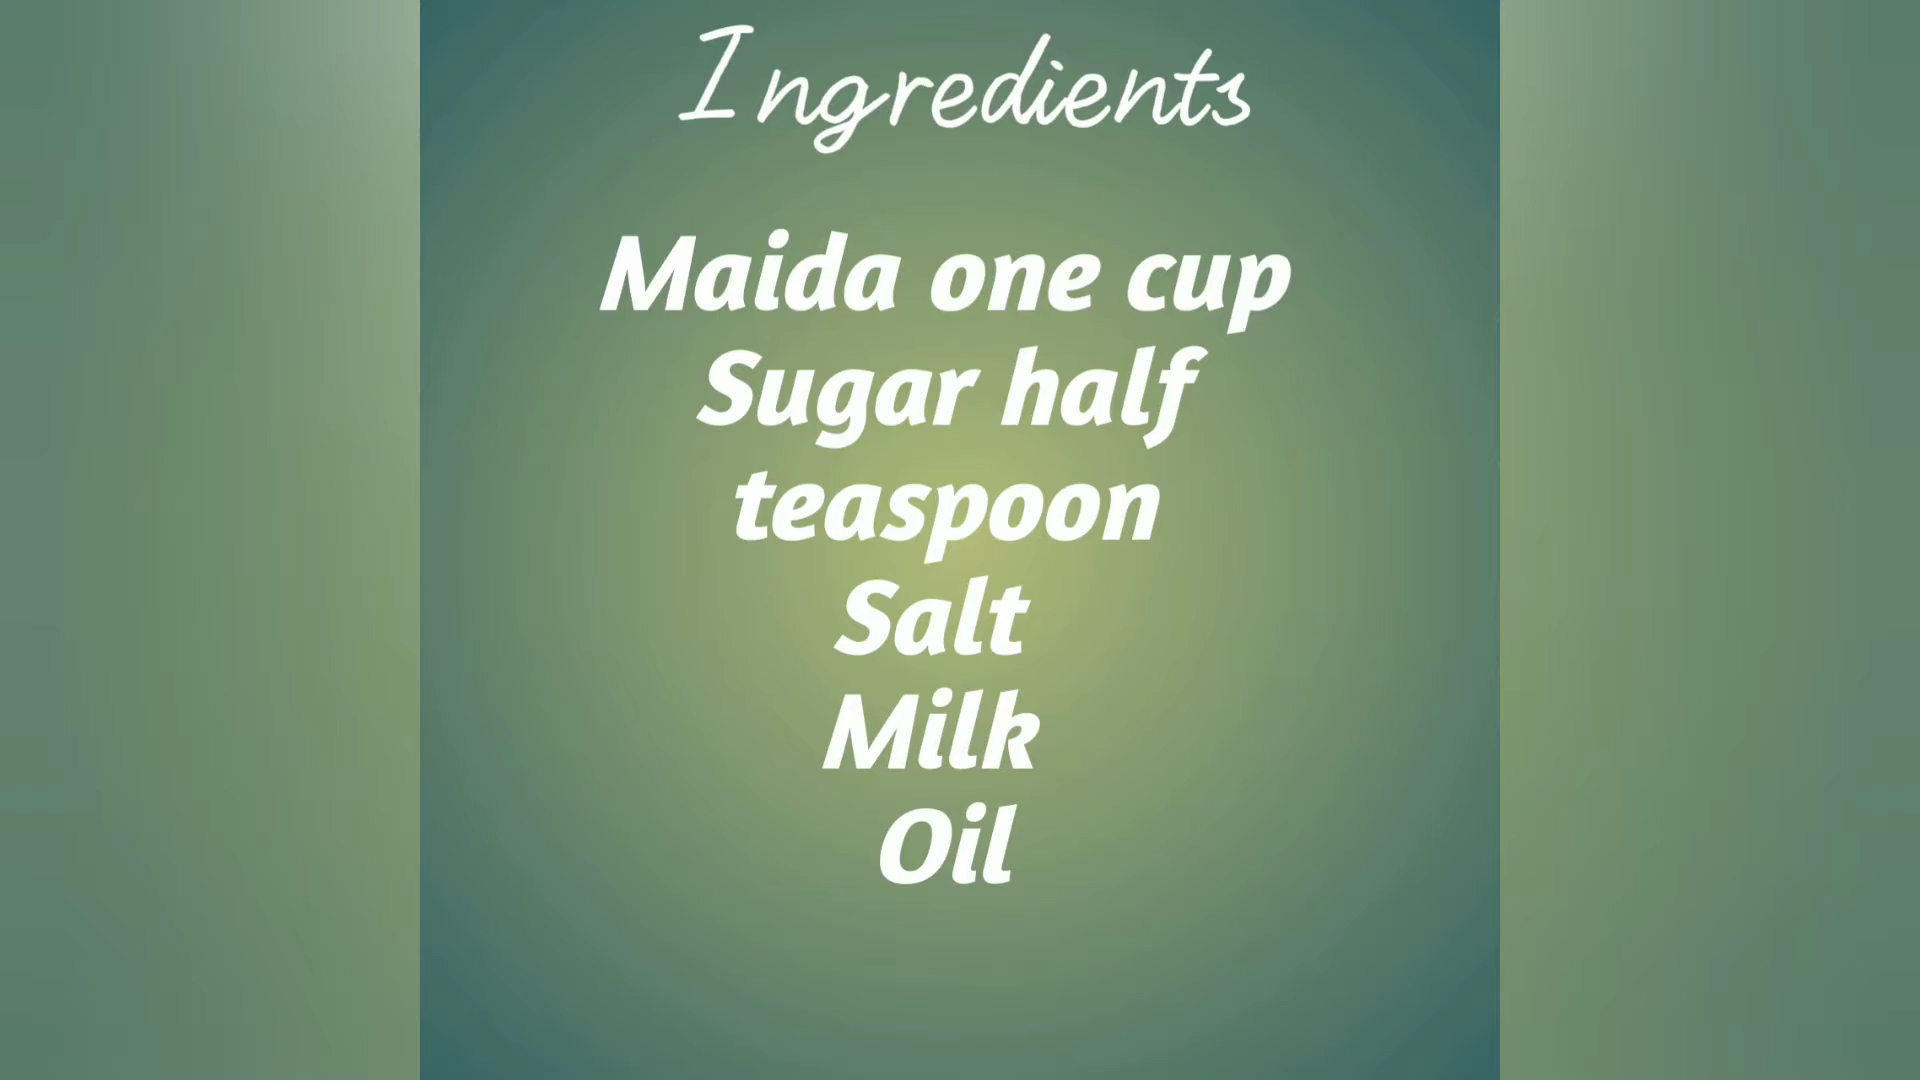 Ingredients
Maida one cup
Sugar half
teaspoon
Salt
Milk
Oil